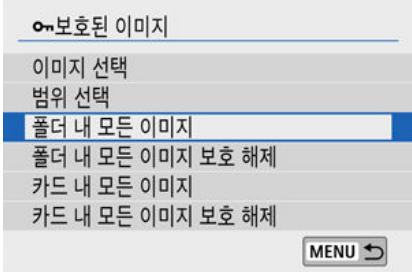 보호된 이미지
이미지 선택
범위 선택
폴더 내 모든 이미지
폴더 내 모든 이미지 보호 해제
카드 내 모든 이미지
카드 내 모든 이미지 보호 해제
MENU